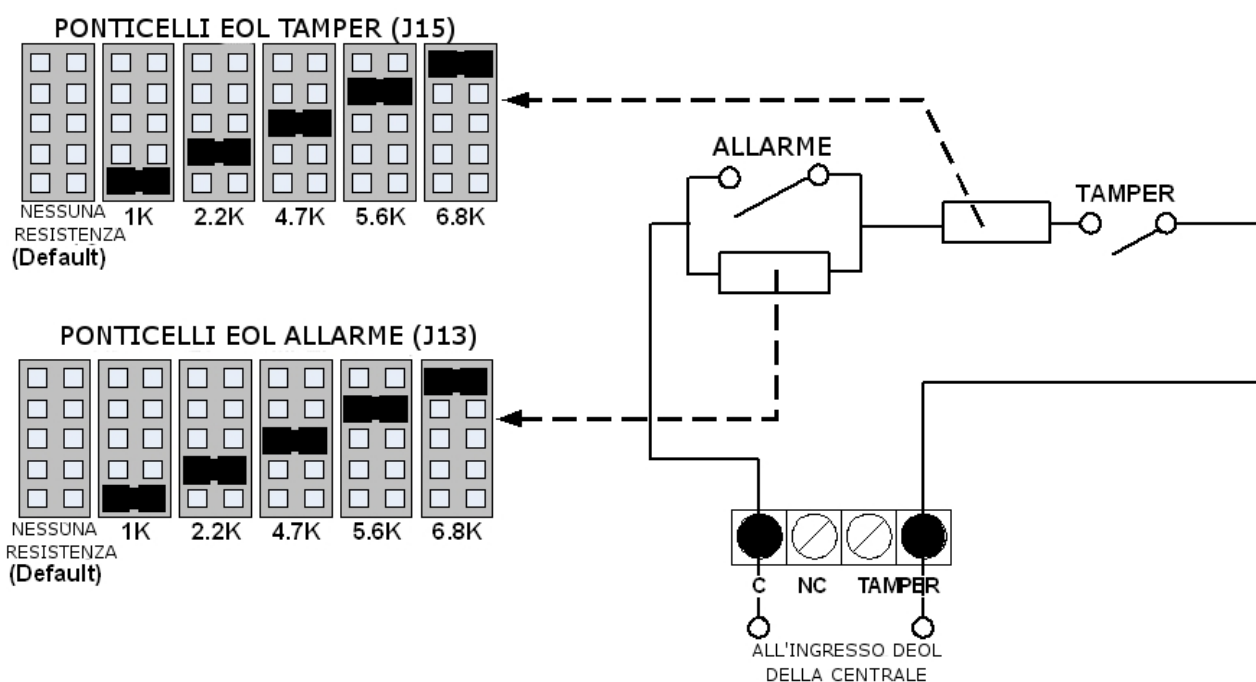 PONTICELLI EOL TAMPER (J15)
NESSUNA
RESISTENZA
(Default)
1K
2.2K
4.7K
5.6K
6.8K
ALLARME
TAMPER
PONTICELLI EOL ALLARME (J13)
NESSUNA
RESISTENZA
(Default)
1K
2.2K
4.7K
5.6K
6.8K
C
NC
TAMPER
ALL'INGRESSO DEOL
DELLA CENTRALE